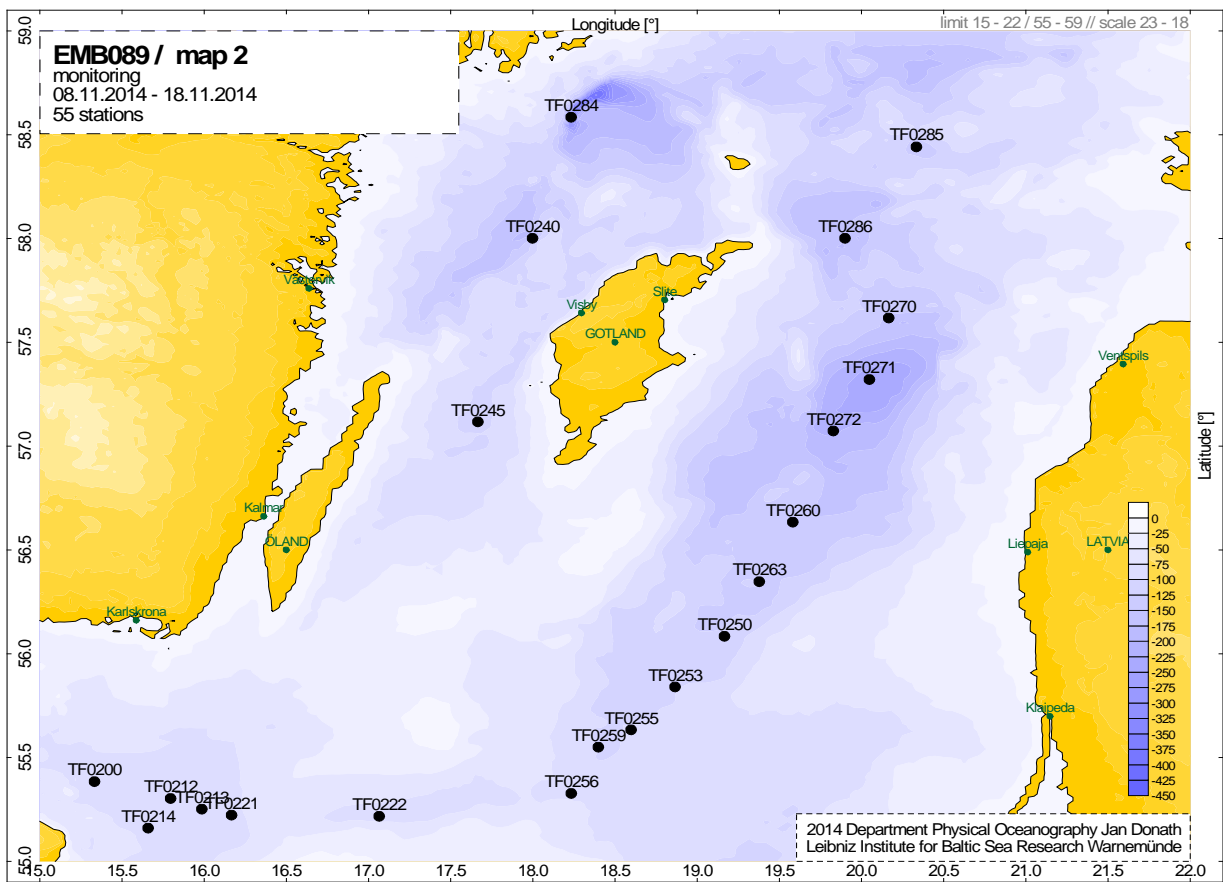 Longitude [°]
limit 15 - 22 / 55 - 59 // scale 23 - 18
EMB089 / map 2
monitoring
08.11.2014 - 18.11.2014
55 stations
59.0
58.5
58.0
57.5
57.0
56.5
56.0
55.5
55.0
TF0284
TF0285
TF0240
TF0286
Västervik
Visby
Slite
GOTLAND
TF0270
Ventspils
TF0271
TF0245
TF0272
Latitude [°]
Kalmar
ÖLAND
TF0260
Liepaja
LATVIA
TF0263
Karlskrona
TF0250
TF0253
Klaipeda
TF0255
TF0259
TF0200
TF0212
TF0213
TF0221
TF0214
TF0222
TF0256
0
-25
-50
-75
-100
-125
-150
-175
-200
-225
-250
-275
-300
-325
-350
-375
-400
-425
-450
2014 Department Physical Oceanography Jan Donath
Leibniz Institute for Baltic Sea Research Warnemünde
15.0 15.5 16.0 16.5 17.0 17.5 18.0 18.5 19.0 19.5 20.0 20.5 21.0 21.5 22.0